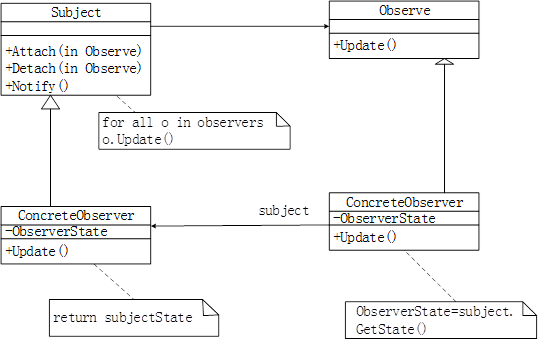 Subject
+Attach(in Observe)
+Detach(in Observe)
+Notify()
Observe
+Update()
for all o in observers
o.Update()
ConcreteObserver
-ObserverState
+Update()
subject
ConcreteObserver
-ObserverState
+Update()
return subjectState
ObserverState=subject.
GetState()